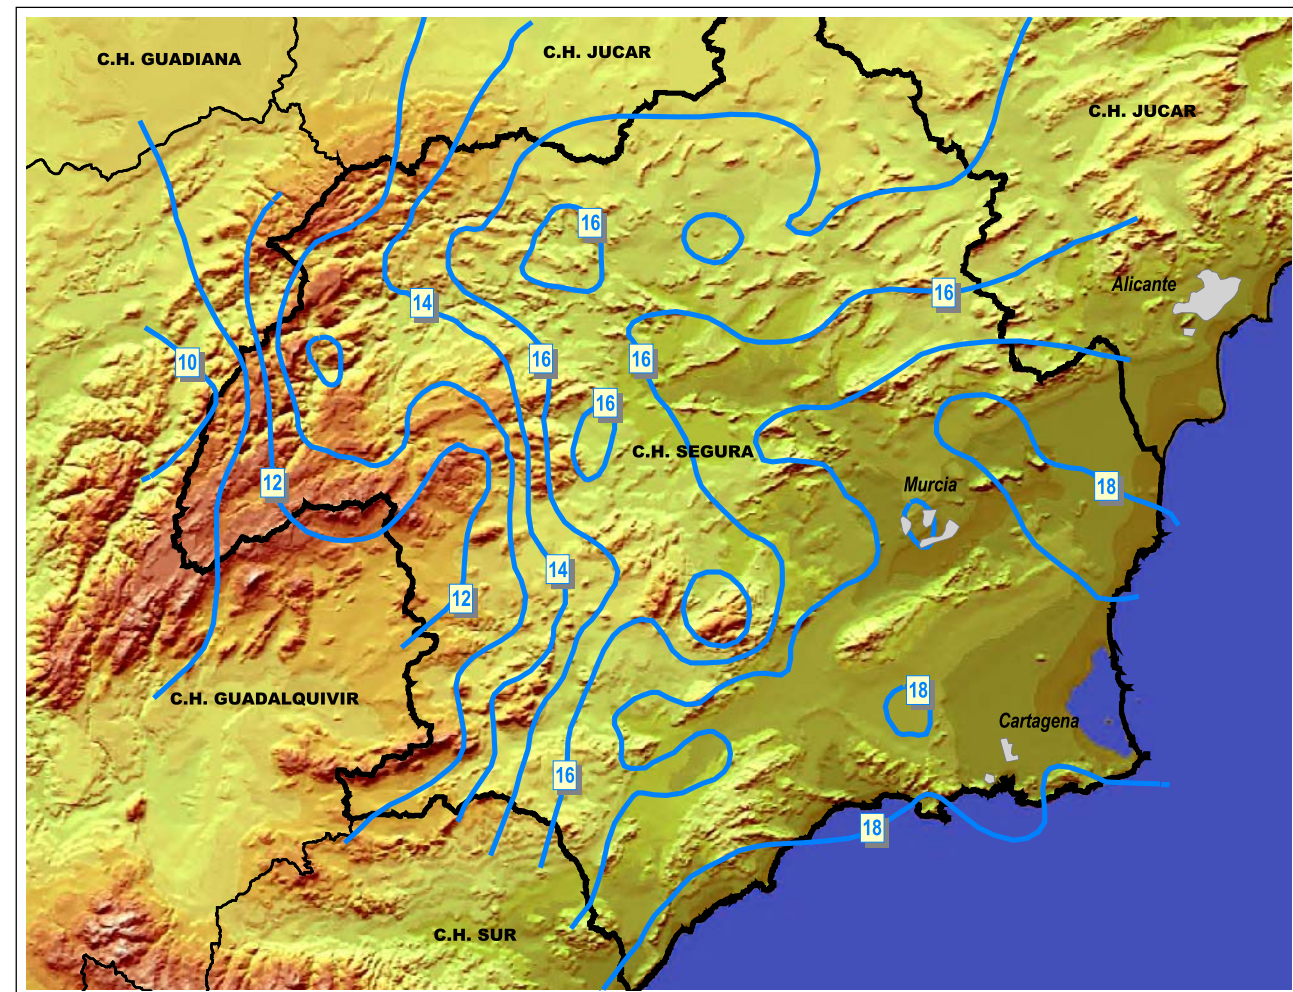 C.H. JUCAR
C.H. GUADIANA
C.H. JUCAR
16
Alicante
16
14
16
16
10
16
C.H. SEGURA
12
Murcia
18
14
12
18
C.H. GUADALQUIVIR
Cartagena
16
18
C.H. SUR